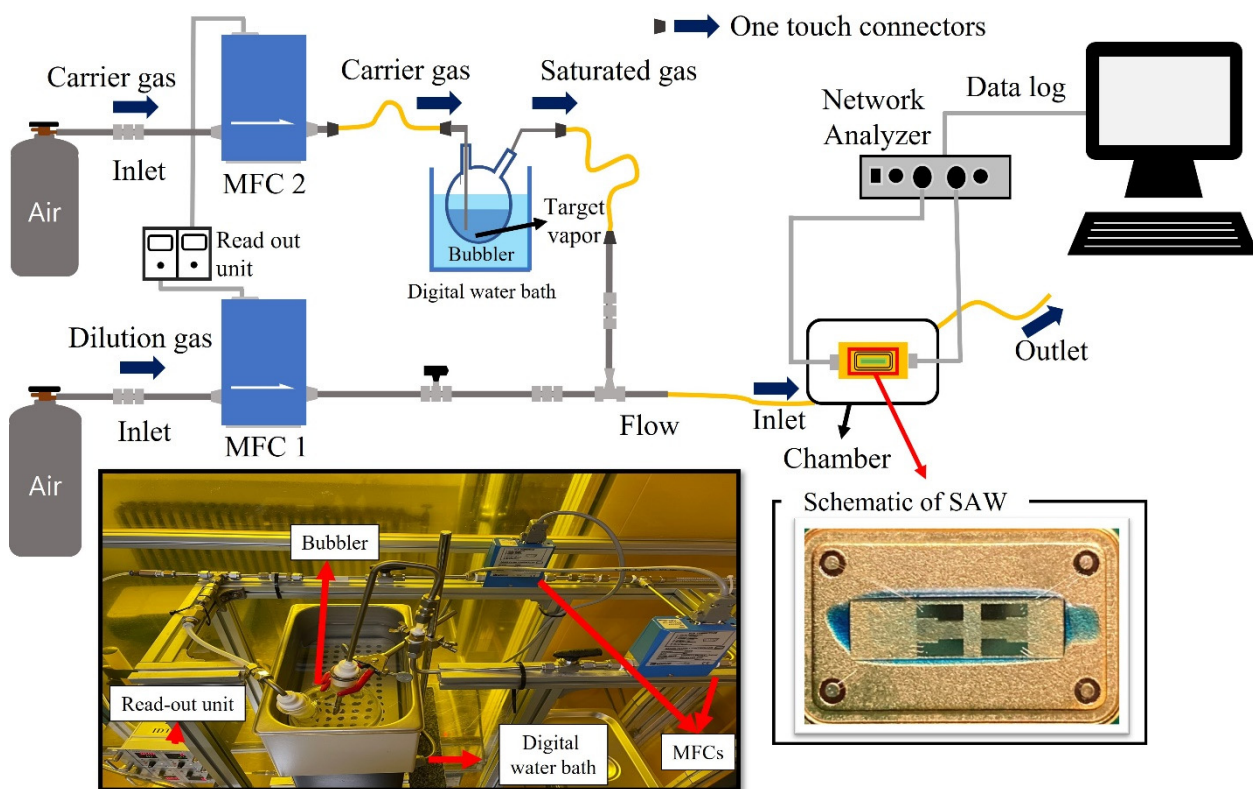 One touch connectors
Carrier gas
Carrier gas
Saturated gas
Data log
Network
Analyzer
Inlet
MFC 2
Air
Target
vapor
Bubbler
Read out
unit
Digital water bath
Dilution gas
Outlet
Inlet
Inlet
MFC 1
Flow
Chamber
Air
Schematic of SAW
Bubbler
Read-out unit
Digital
water bath
MFCs